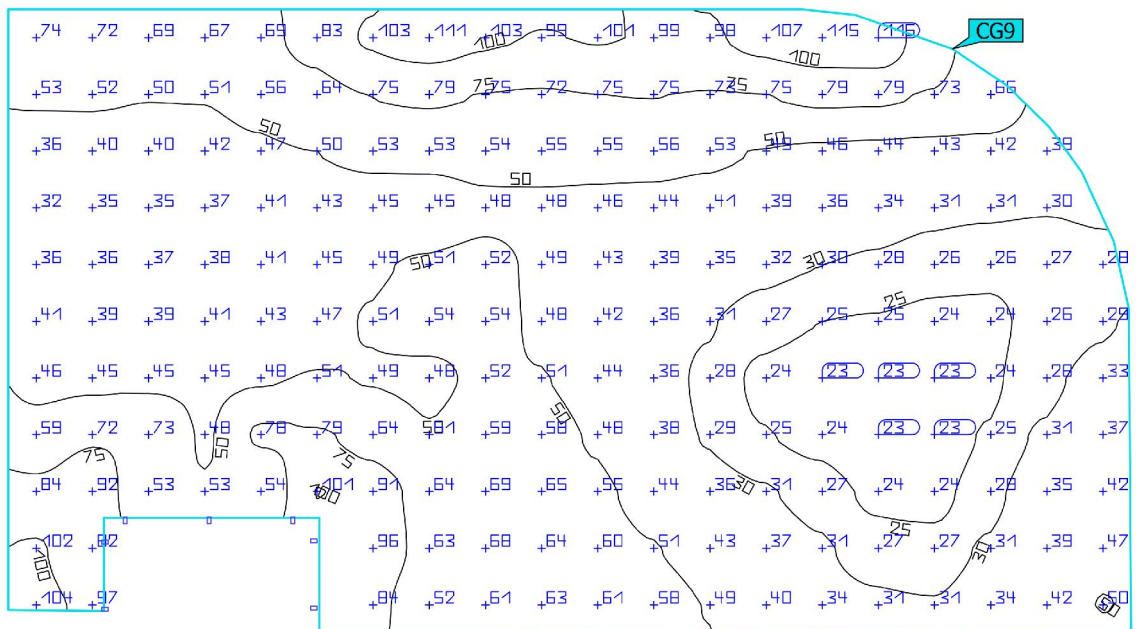 +74 +72 +69 +67 +69 +83 +103 +111 +103 +99 +101 +99 +98 +107 +115 116 CG9
100 100
+53 +52 +50 +51 +56 +64 +75 +79 +75 +72 +75 +75 +73 +75 +79 +79 +73 +66
75 75
50 50
+36 +40 +40 +42 +47 +50 +53 +53 +54 +55 +55 +56 +53 +49 +46 +44 +43 +42 +39
50
+32 +35 +35 +37 +41 +43 +45 +45 +48 +48 +46 +44 +41 +39 +36 +34 +31 +31 +30
+36 +36 +37 +38 +41 +45 +49 50 +51 +52 +49 +43 +39 +35 +32 30 +30 +28 +26 +26 +27 +28
25
+41 +39 +39 +41 +43 +47 +51 +54 +54 +48 +42 +36 +31 +27 +25 +25 +24 +24 +26 +29
+46 +45 +45 +45 +48 +51 +49 +48 +52 +51 +44 +36 +28 +24 23 23 23 +24 +26 +33
50
+59 +72 +73 +48 +78 +79 +64 50 +61 +59 +56 +48 +38 +29 +25 +24 23 23 +25 +31 +37
75 50 75
+84 +92 +53 +53 +54 +101 +91 +64 +69 +65 +56 +44 +36 30 +31 +27 +24 +24 +28 +35 +42
100
25
+102 +82 +96 +63 +68 +64 +60 +51 +43 +37 +31 +27 +27 30 +31 +39 +47
100
+104 +97 +84 +52 +61 +63 +61 +58 +49 +40 +34 +31 +31 +34 +42 +50